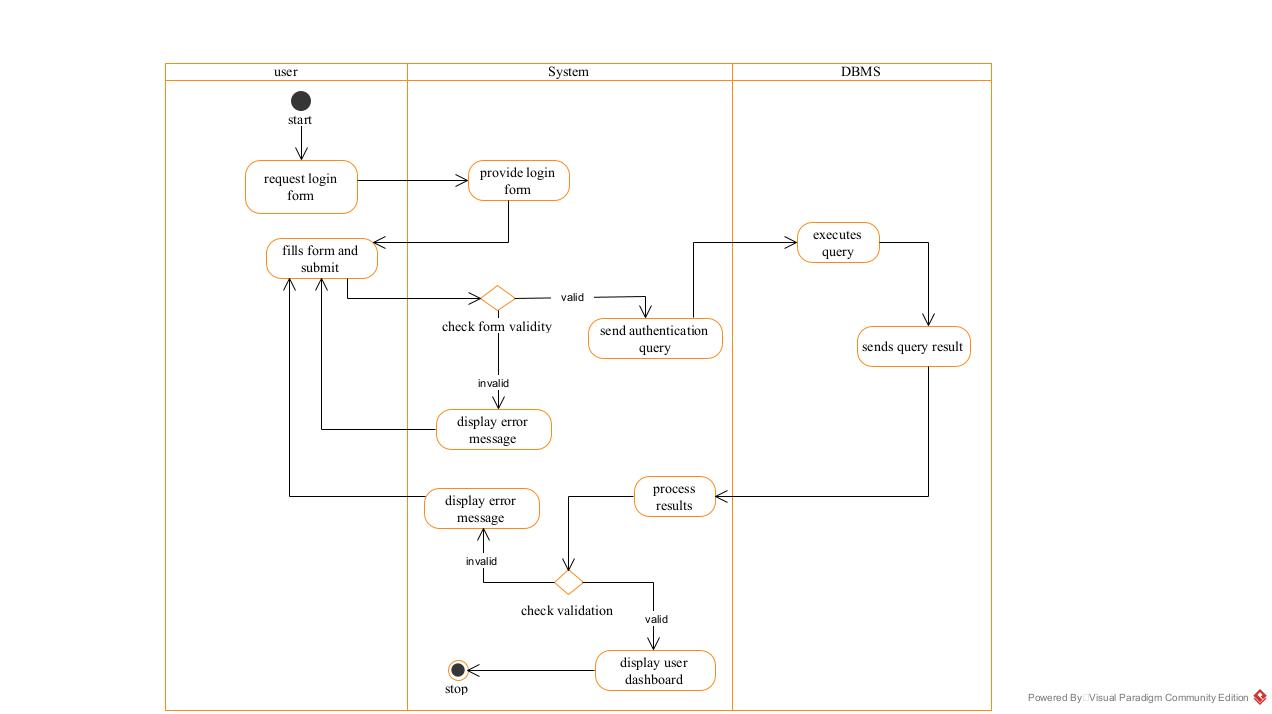 user
System
DBMS
start
request login
form
provide login
form
fills form and
submit
executes
query
valid
check form validity
send authentication
query
sends query result
invalid
display error
message
display error
message
process
results
invalid
check validation
valid
display user
dashboard
stop
Powered By Visual Paradigm Community Edition